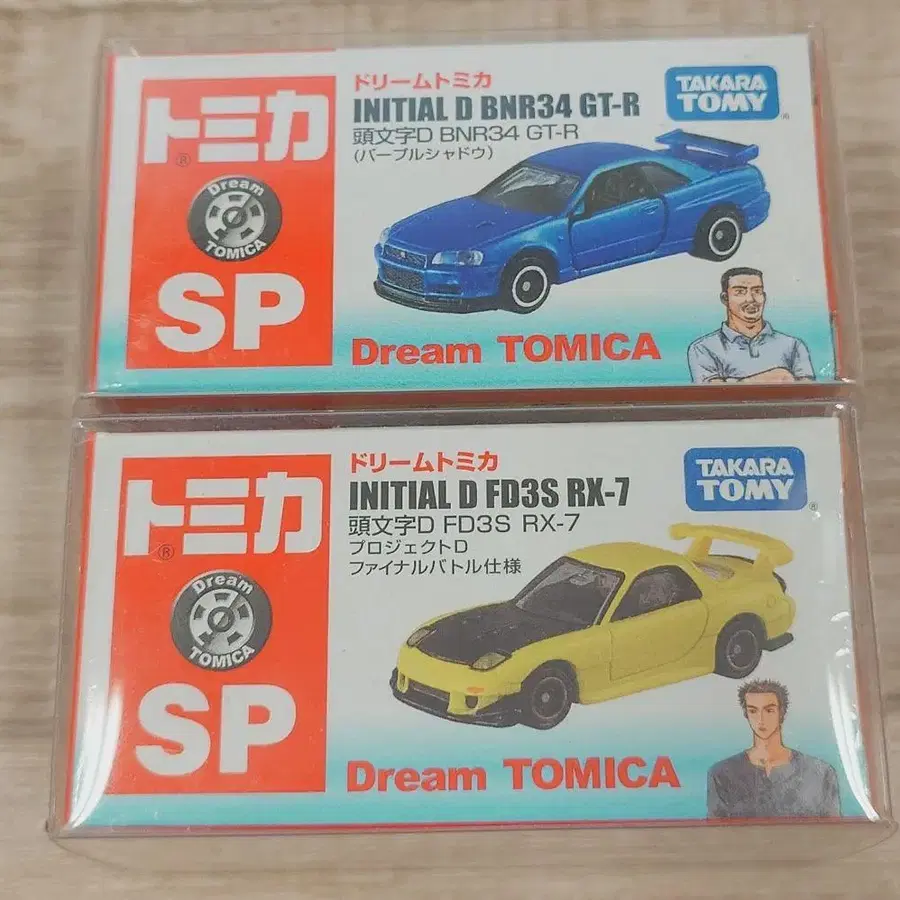 トミカ
®
Dream
TOMICA
SP
ドリームトミカ
INITIAL D BNR34 GT-R
頭文字D BNR34 GT-R
(パープルシャドウ)
Dream TOMICA
TAKARA
TOMY
®
トミカ
®
Dream
TOMICA
SP
ドリームトミカ
INITIAL D FD3S RX-7
頭文字D FD3S RX-7
プロジェクトD
ファイナルバトル仕様
Dream TOMICA
TAKARA
TOMY
®